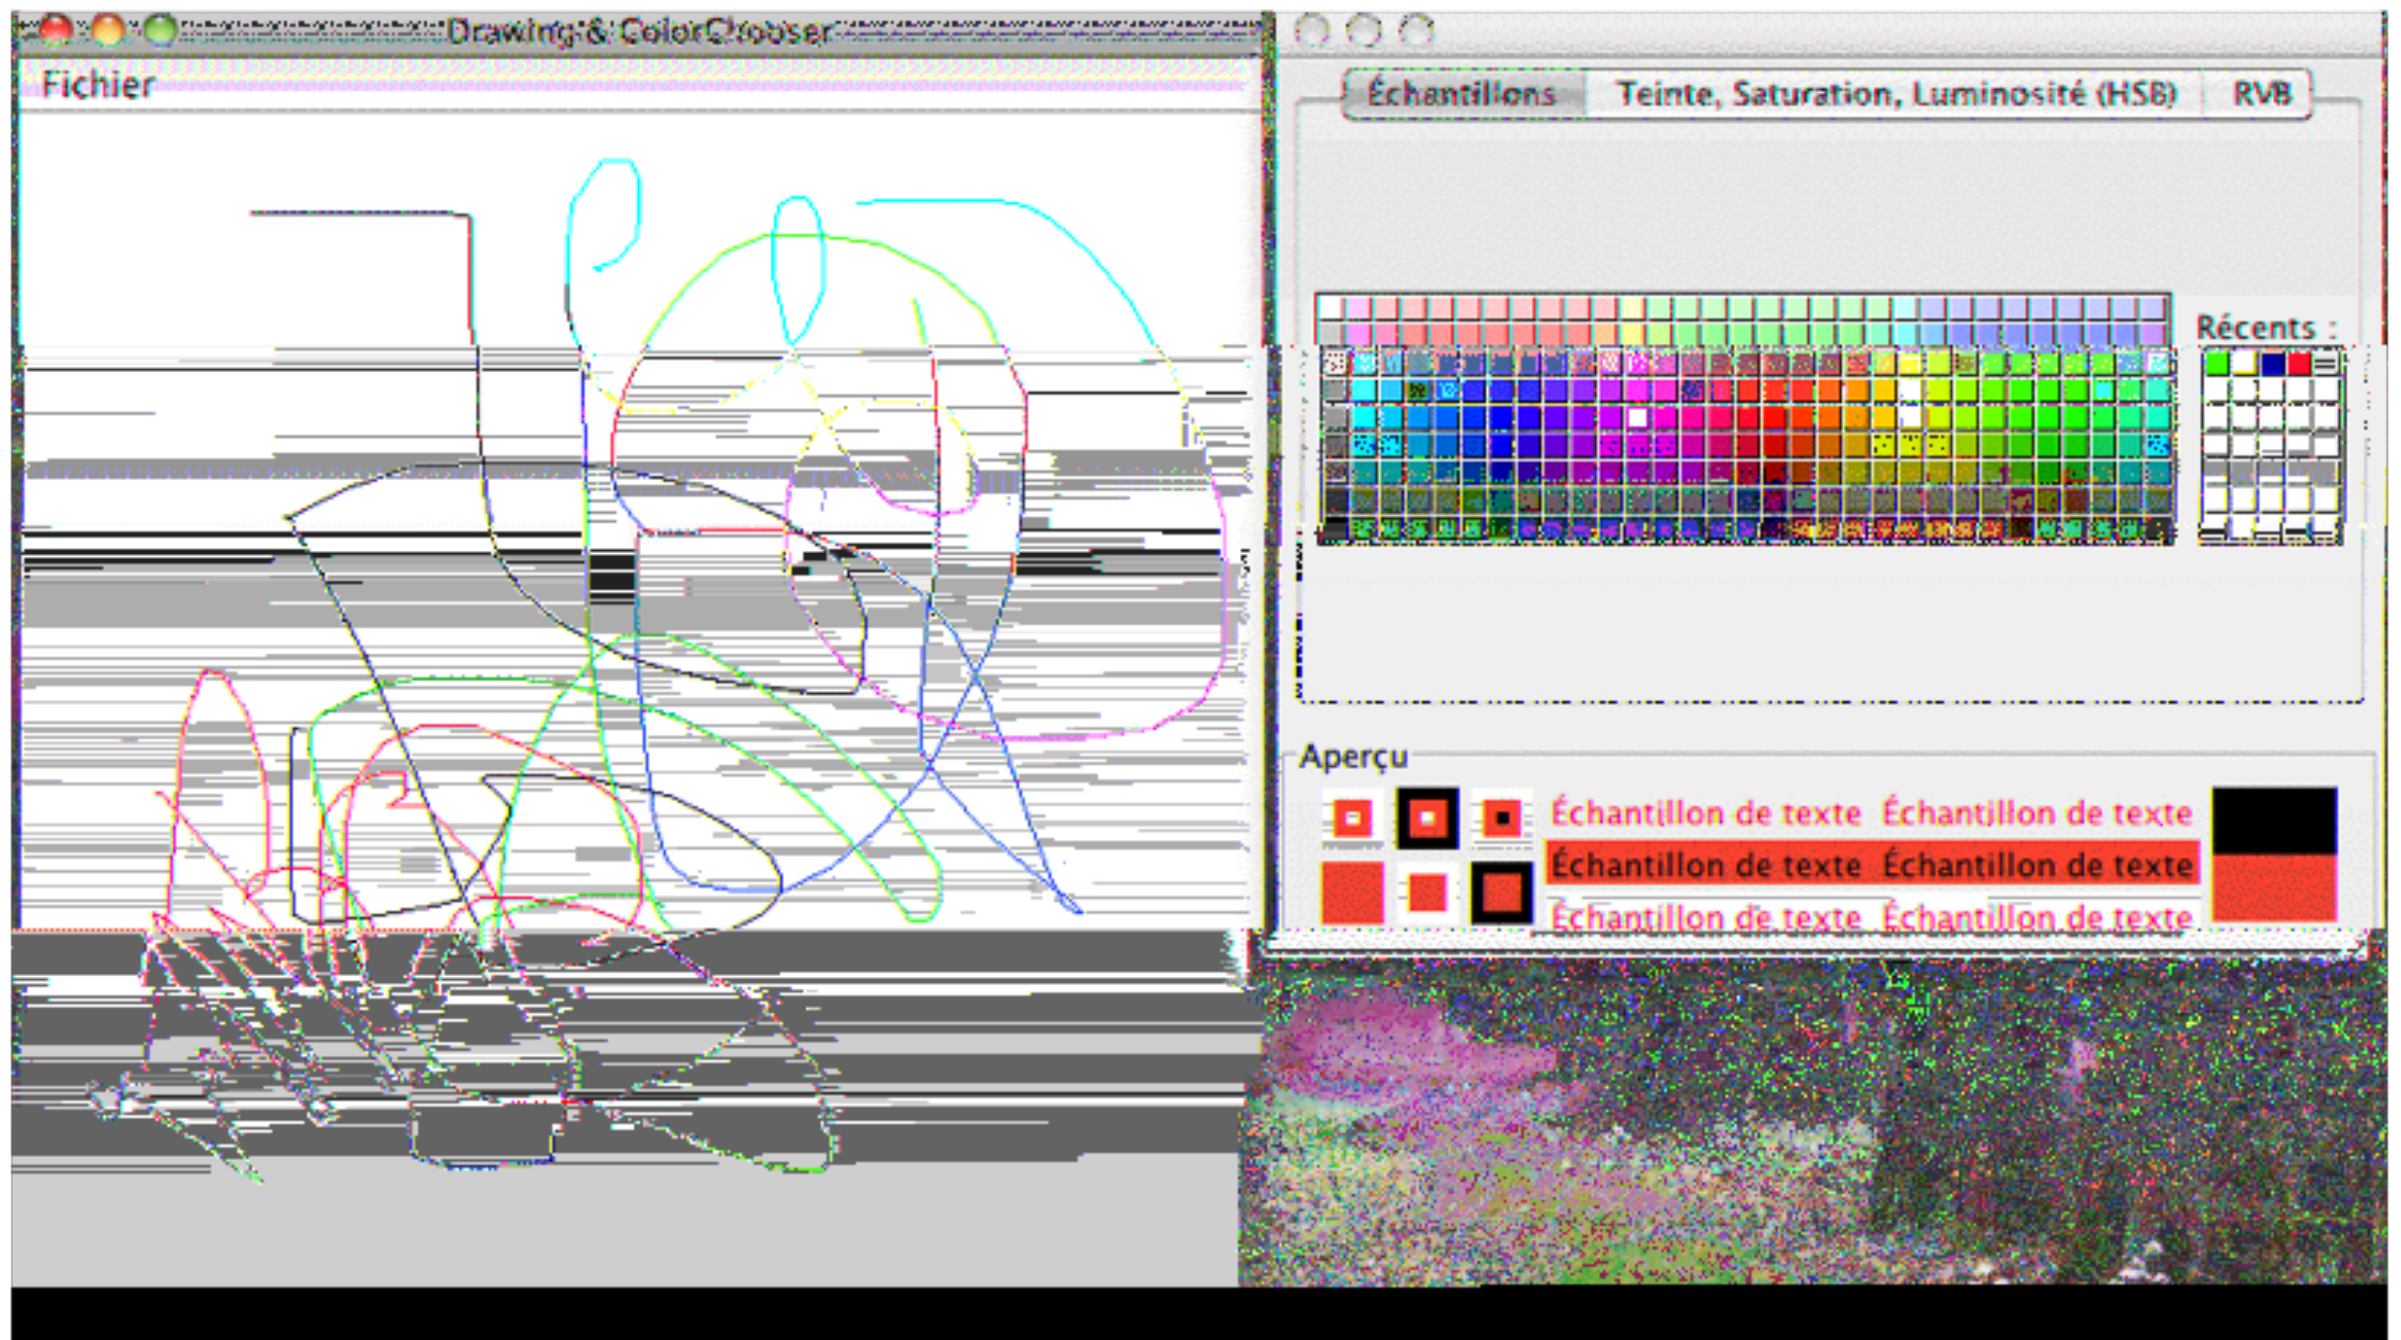 Drawing & ColorChooser
Fichier
Échantillons Teinte, Saturation, Luminosité (HSB) RVB
Récents :
Aperçu
Échantillon de texte Échantillon de texte
Échantillon de texte Échantillon de texte
Échantillon de texte Échantillon de texte